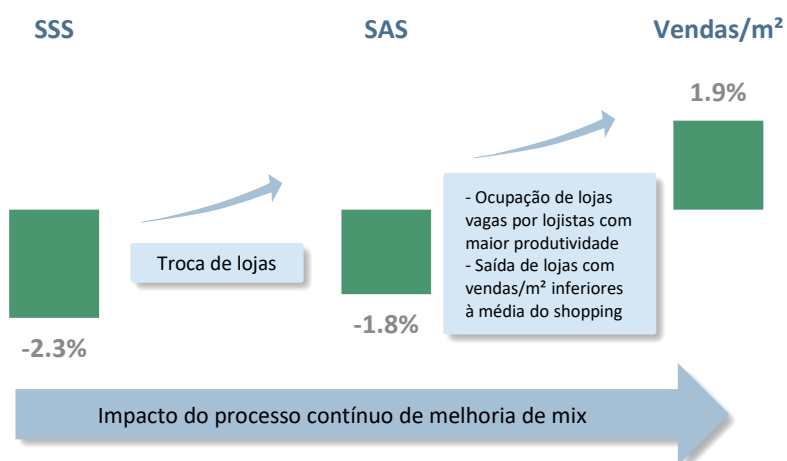 SSS
SAS
Vendas/m²
1.9%
- Ocupação de lojas
vagas por lojistas com
maior produtividade
- Saída de lojas com
vendas/m² inferiores
à média do shopping
Troca de lojas
-1.8%
-2.3%
Impacto do processo contínuo de melhoria de mix